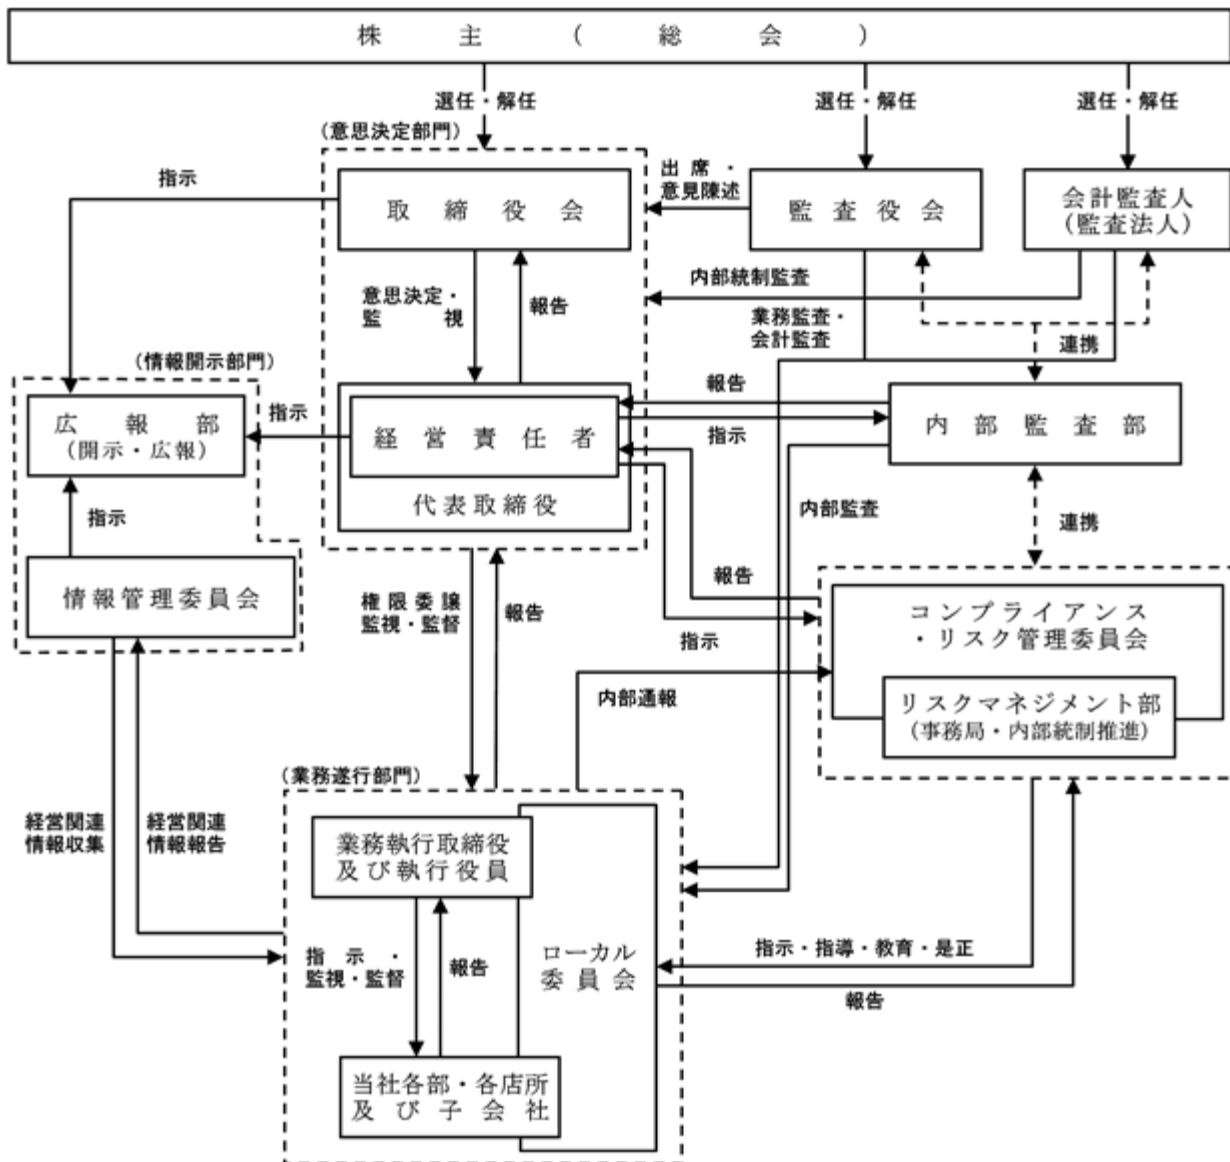 株主（総会）
選任・解任
選任・解任
選任・解任
（意思決定部門）
取締役会
出席・
意見陳述
監査役会
会計監査人
（監査法人）
指示
意思決定・
監視
報告
内部統制監査
業務監査・
会計監査
連携
（情報開示部門）
広報部
（開示・広報）
指示
経営責任者
代表取締役
報告
指示
内部監査部
指示
内部監査
連携
情報管理委員会
権限委譲
監視・監督
報告
報告
指示
コンプライアンス
・リスク管理委員会
リスクマネジメント部
（事務局・内部統制推進）
内部通報
（業務遂行部門）
経営関連
情報収集
経営関連
情報報告
業務執行取締役
及び執行役員
指示・
監視・監督
報告
ローカル
委員会
指示・指導・教育・是正
報告
当社各部・各店所
及び子会社